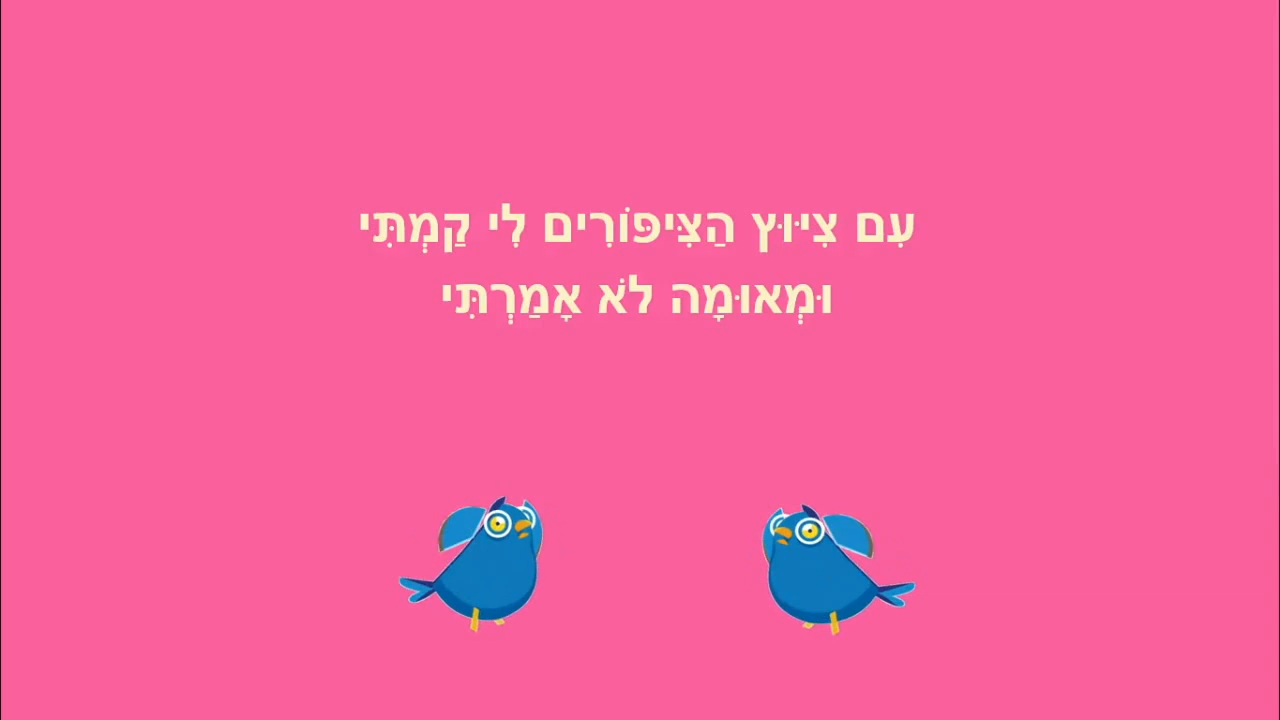 עִם צִיּוּץ הַצִּיפּוֹרִים לִי קַמְתִּי
וּמְאוּמָה לֹא אָמַרְתִּי